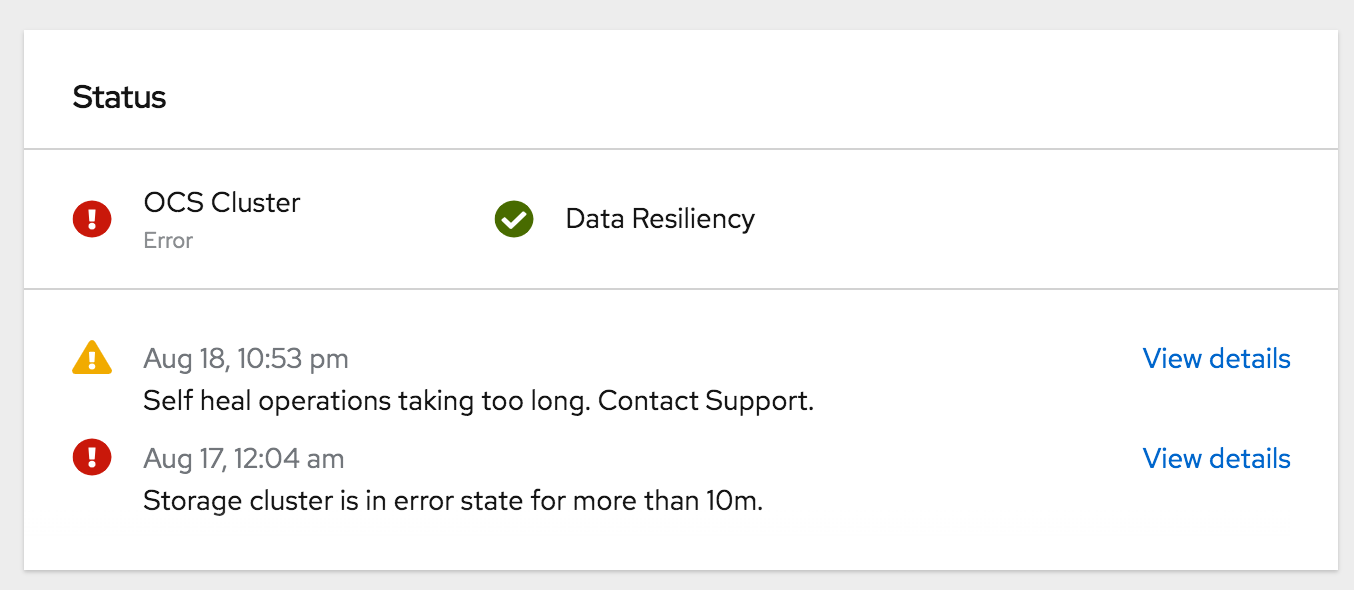 Status
OCS Cluster
Error
Data Resiliency
Aug 18, 10:53 pm
View details
Self heal operations taking too long. Contact Support.
Aug 17, 12:04 am
View details
Storage cluster is in error state for more than 10m.